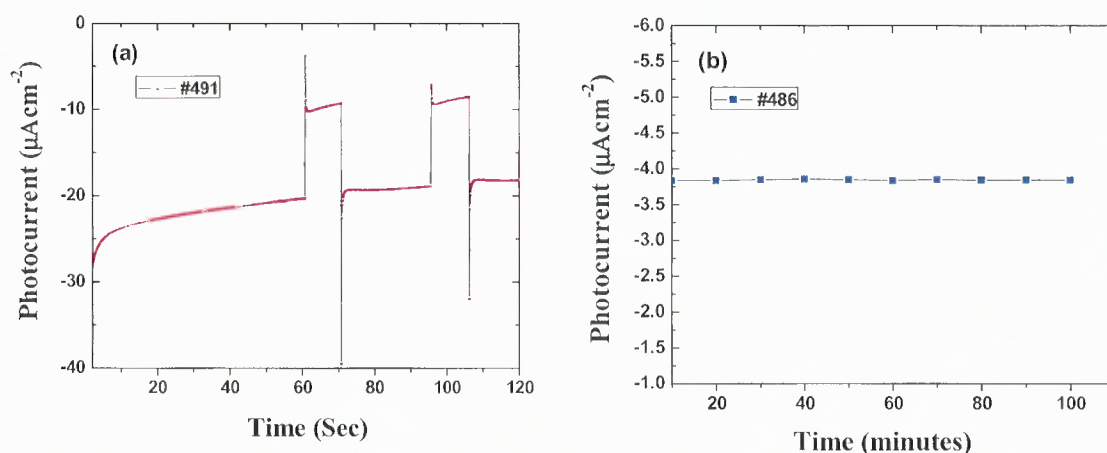 (a)
#491
Photocurrent (μAcm-2)
0
-10
-20
-30
-40
20 40 60 80 100 120
Time (Sec)
(b)
#486
Photocurrent (μAcm-2)
-6.0
-5.5
-5.0
-4.5
-4.0
-3.5
-3.0
-2.5
-2.0
-1.5
-1.0
20 40 60 80 100
Time (minutes)